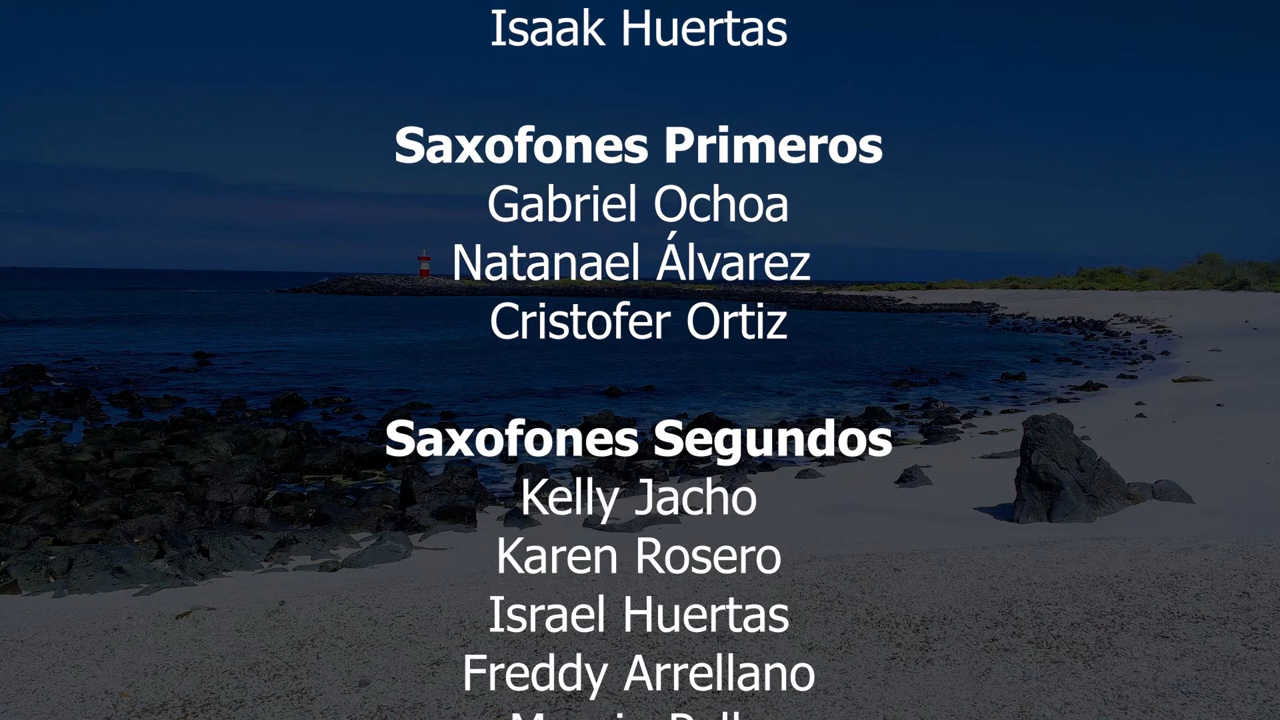 Isaak Huertas
Saxofones Primeros
Gabriel Ochoa
Natanael Álvarez
Cristofer Ortiz
Saxofones Segundos
Kelly Jacho
Karen Rosero
Israel Huertas
Freddy Arrellano